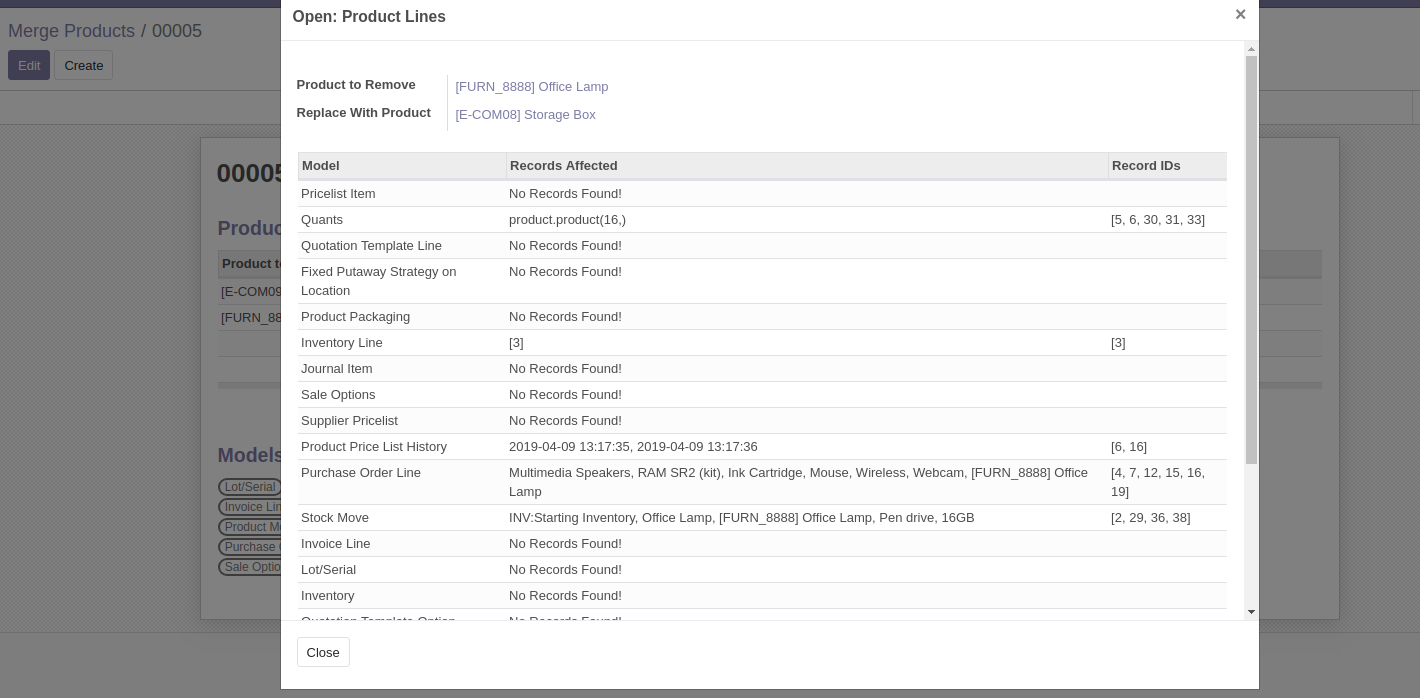 Open: Product Lines ×
Merge Products / 00005
Edit Create
Product to Remove [FURN_8888] Office Lamp
Replace With Product [E-COM08] Storage Box
Model Records Affected Record IDs
Pricelist Item No Records Found!
Quants product.product(16,) [5, 6, 30, 31, 33]
Quotation Template Line No Records Found!
Fixed Putaway Strategy on No Records Found!
Location
Product Packaging No Records Found!
Inventory Line [3] [3]
Journal Item No Records Found!
Sale Options No Records Found!
Supplier Pricelist No Records Found!
Product Price List History 2019-04-09 13:17:35, 2019-04-09 13:17:36 [6, 16]
Purchase Order Line Multimedia Speakers, RAM SR2 (kit), Ink Cartridge, Mouse, Wireless, Webcam, [FURN_8888] Office [4, 7, 12, 15, 16,
Lamp 19]
Stock Move INV:Starting Inventory, Office Lamp, [FURN_8888] Office Lamp, Pen drive, 16GB [2, 29, 36, 38]
Invoice Line No Records Found!
Lot/Serial No Records Found!
Inventory No Records Found!
Quotation Template Option No Records Found!
Close
00005
Produc
Product t
[E-COM09
[FURN_88
Models
Lot/Serial
Invoice Lin
Product M
Purchase
Sale Optio